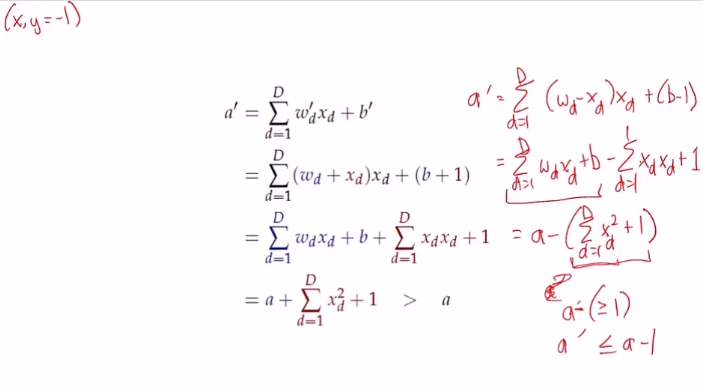 (x, y = -1)
a′ = ∑_{d=1}^{D} w′_d x_d + b′
= ∑_{d=1}^{D} (w_d + x_d)x_d + (b + 1)
= ∑_{d=1}^{D} w_d x_d + b + ∑_{d=1}^{D} x_d x_d + 1
= a + ∑_{d=1}^{D} x_d^2 + 1 > a
a′ = ∑_{d=1}^{D} (w_d - x_d)x_d + (b-1)
= ∑_{d=1}^{D} w_d x_d + b - ∑_{d=1} x_d x_d + 1
= a - (∑_{d=1}^{D} x_d^2 + 1)
a - (≥ 1)
a′ ≤ a - 1